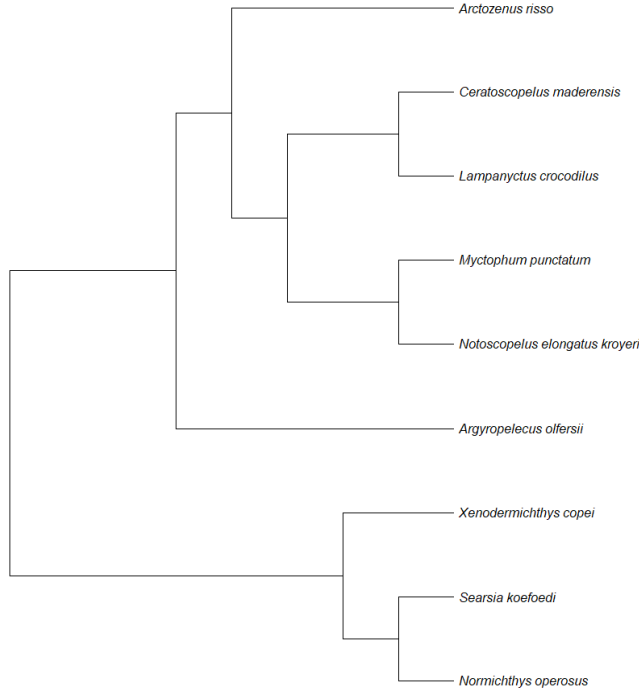 Arctozenus risso
Ceratoscopelus maderensis
Lampanyctus crocodilus
Myctophum punctatum
Notoscopelus elongatus kroyeri
Argyropelecus olfersii
Xenodermichthys copei
Searsia koefoedi
Normichthys operosus